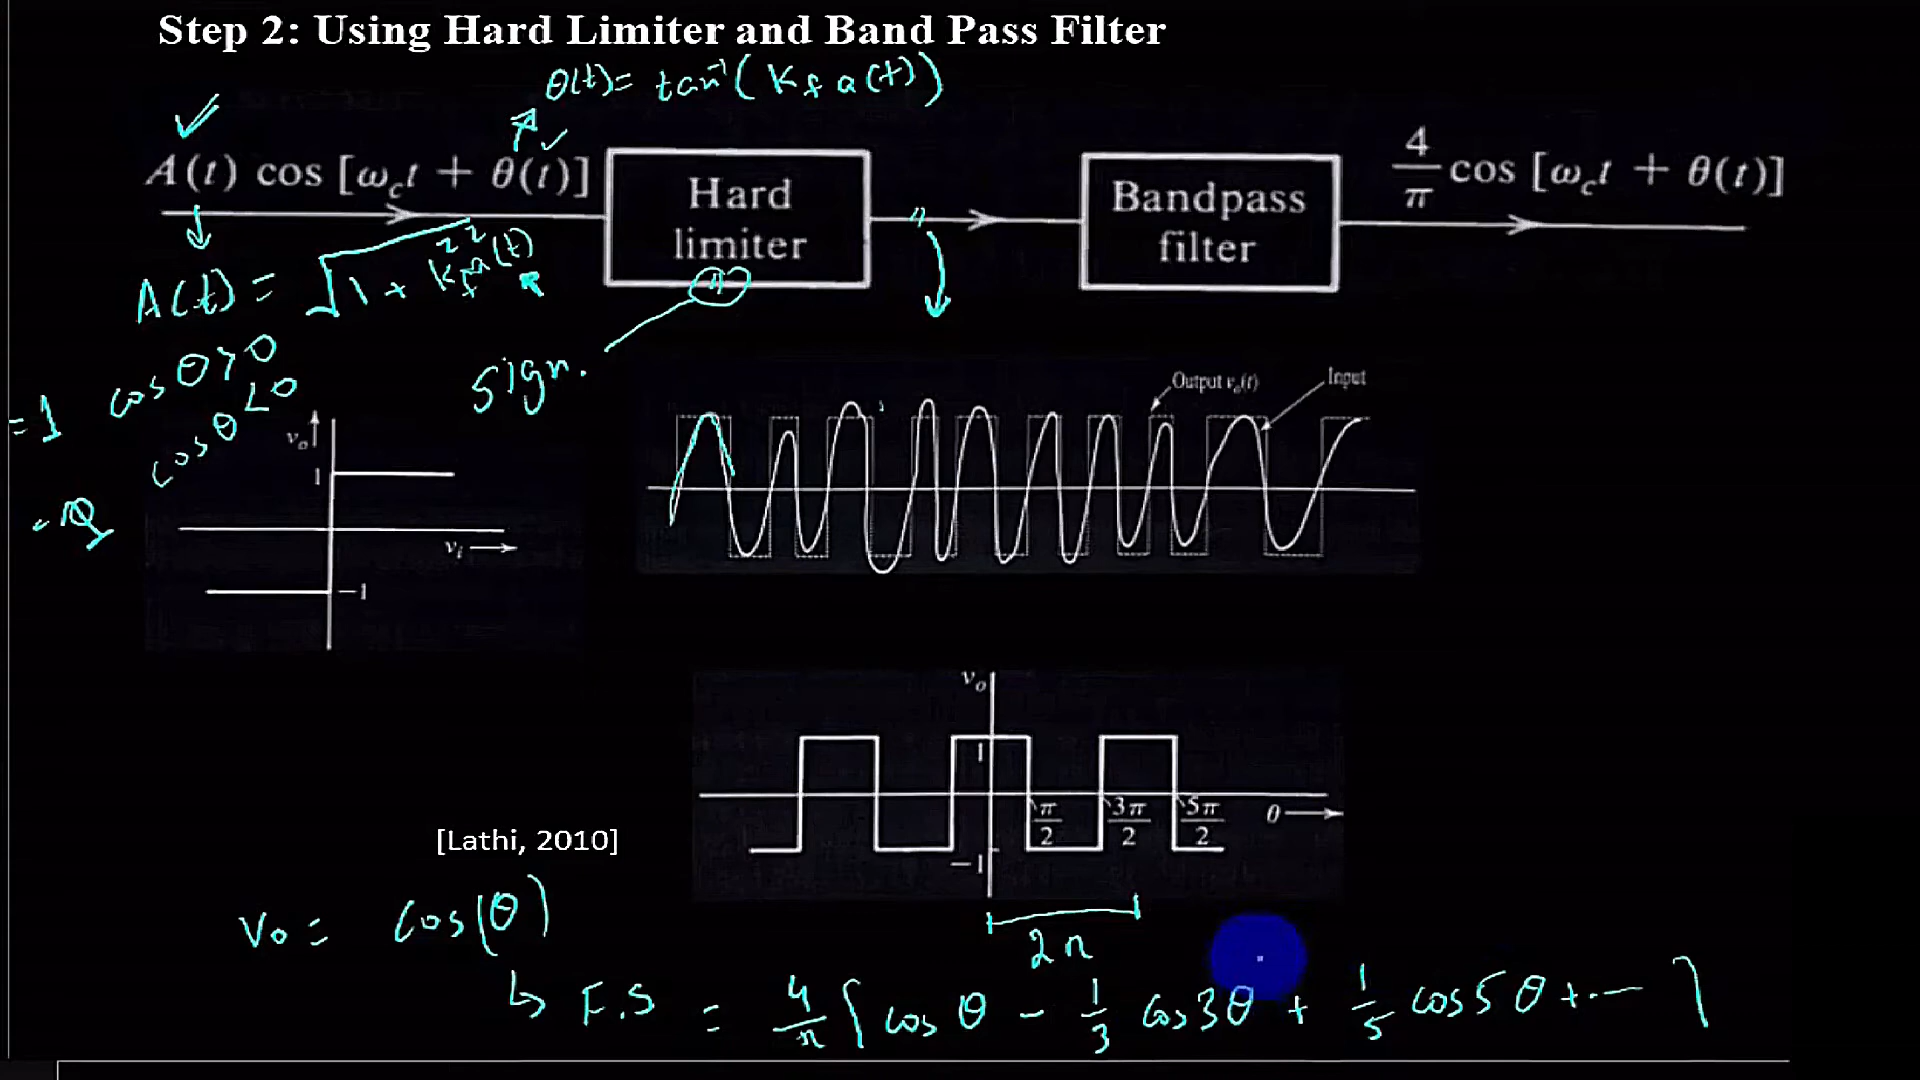 Step 2: Using Hard Limiter and Band Pass Filter
θ(t)= tan⁻¹( K_f a(t))
A(t) cos [ω_c t + θ(t)]
Hard limiter
Bandpass filter
4/π cos [ω_c t + θ(t)]
A(t) = √1 + k_f² a²(t)
Sign.
= 1 cos θ > 0
cos θ < 0
v_o
1
v_i
−1
Output v_o(t)
Input
v_o
1
π/2
3π/2
5π/2
θ
−1
[Lathi, 2010]
2π
V_o = cos(θ)
↳ F.S = 4/π [ cos θ − 1/3 cos 3θ + 1/5 cos 5θ + ... ]